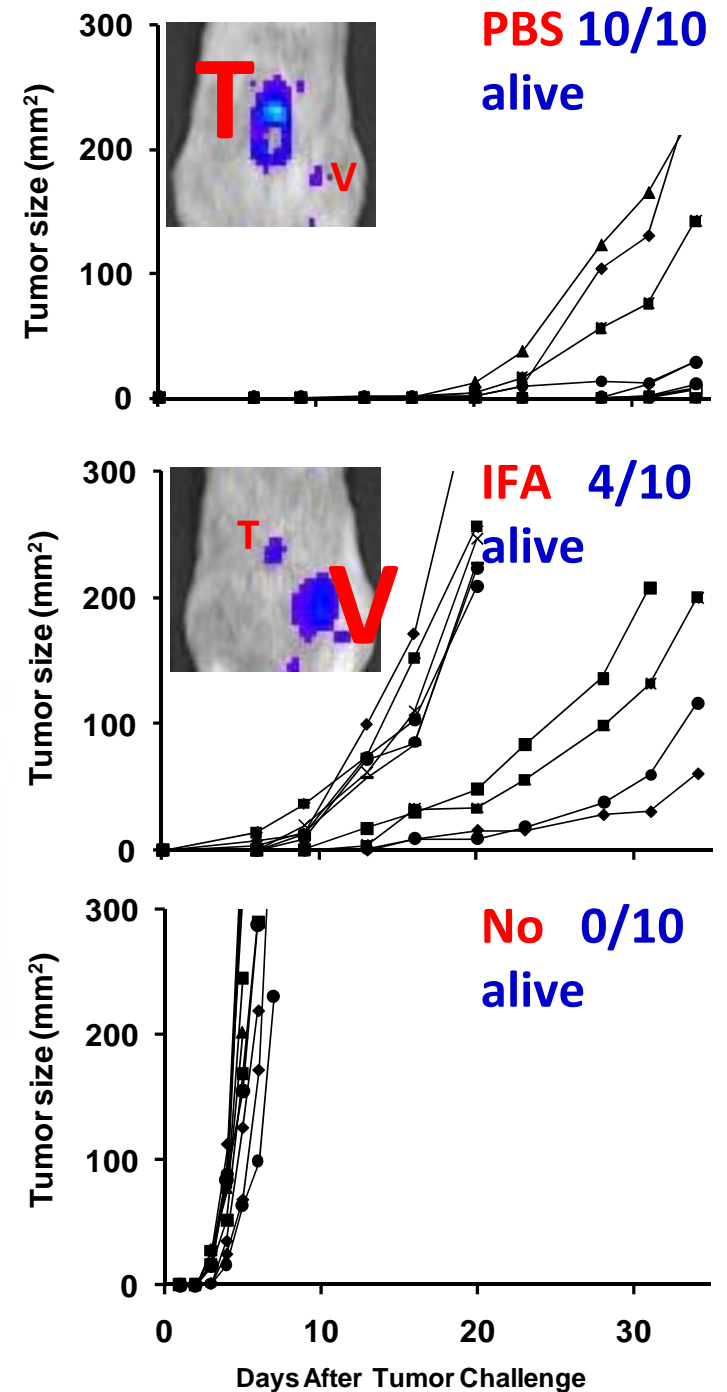 PBS 10/10
alive
300
200
100
0
Tumor size (mm²)
T
V
IFA 4/10
alive
300
200
100
0
Tumor size (mm²)
T
V
No 0/10
alive
300
200
100
0
Tumor size (mm²)
0 10 20 30
Days After Tumor Challenge